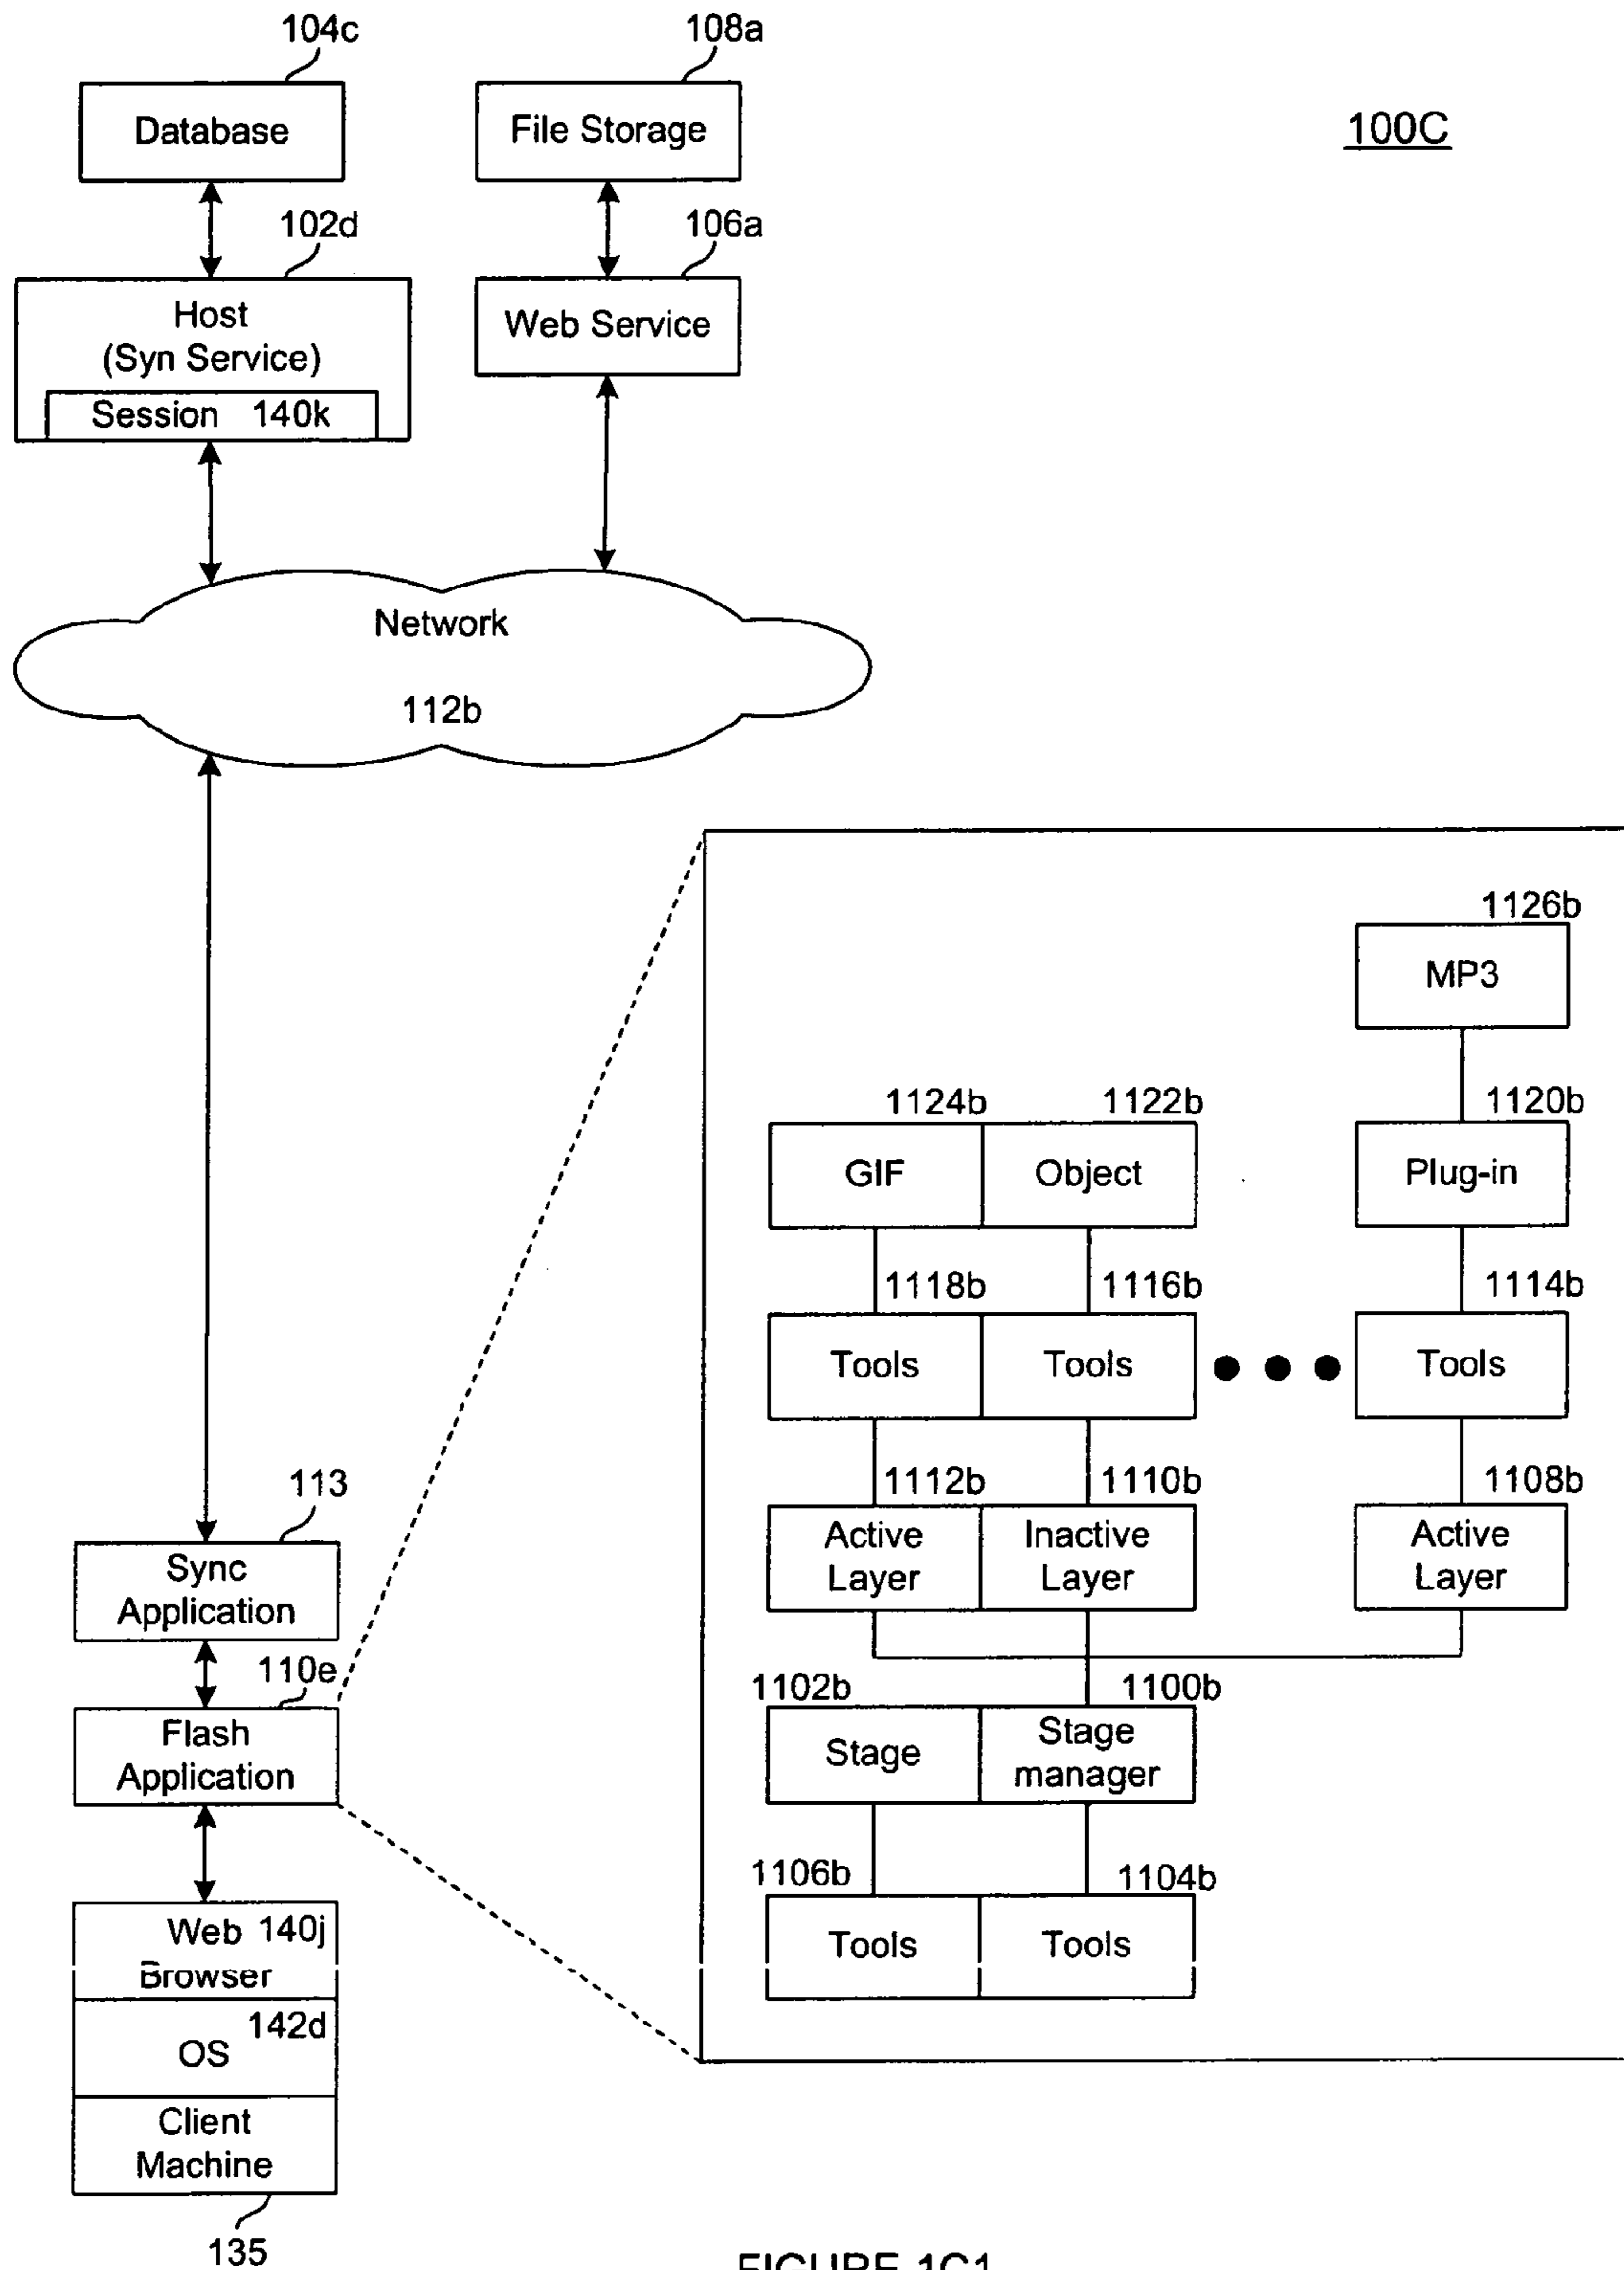 104c
108a
Database
File Storage
100C
102d
106a
Host
(Syn Service)
Session 140k
Web Service
Network
112b
1126b
MP3
1124b
1122b
1120b
GIF
Object
Plug-in
1118b
1116b
1114b
Tools
Tools
Tools
1112b
1110b
1108b
Active
Layer
Inactive
Layer
Active
Layer
113
Sync
Application
110e
Flash
Application
1102b
1100b
Stage
Stage
manager
1106b
1104b
Tools
Tools
Web 140j
Browser
142d
OS
Client
Machine
135
FIGURE 1C1